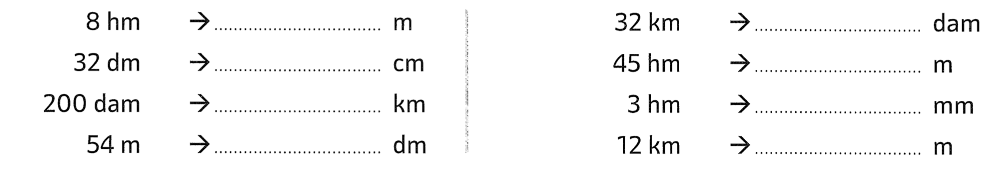 8 hm → ................................ m
32 dm → ................................ cm
200 dam → ................................ km
54 m → ................................ dm
32 km → ................................ dam
45 hm → ................................ m
3 hm → ................................ mm
12 km → ................................ m